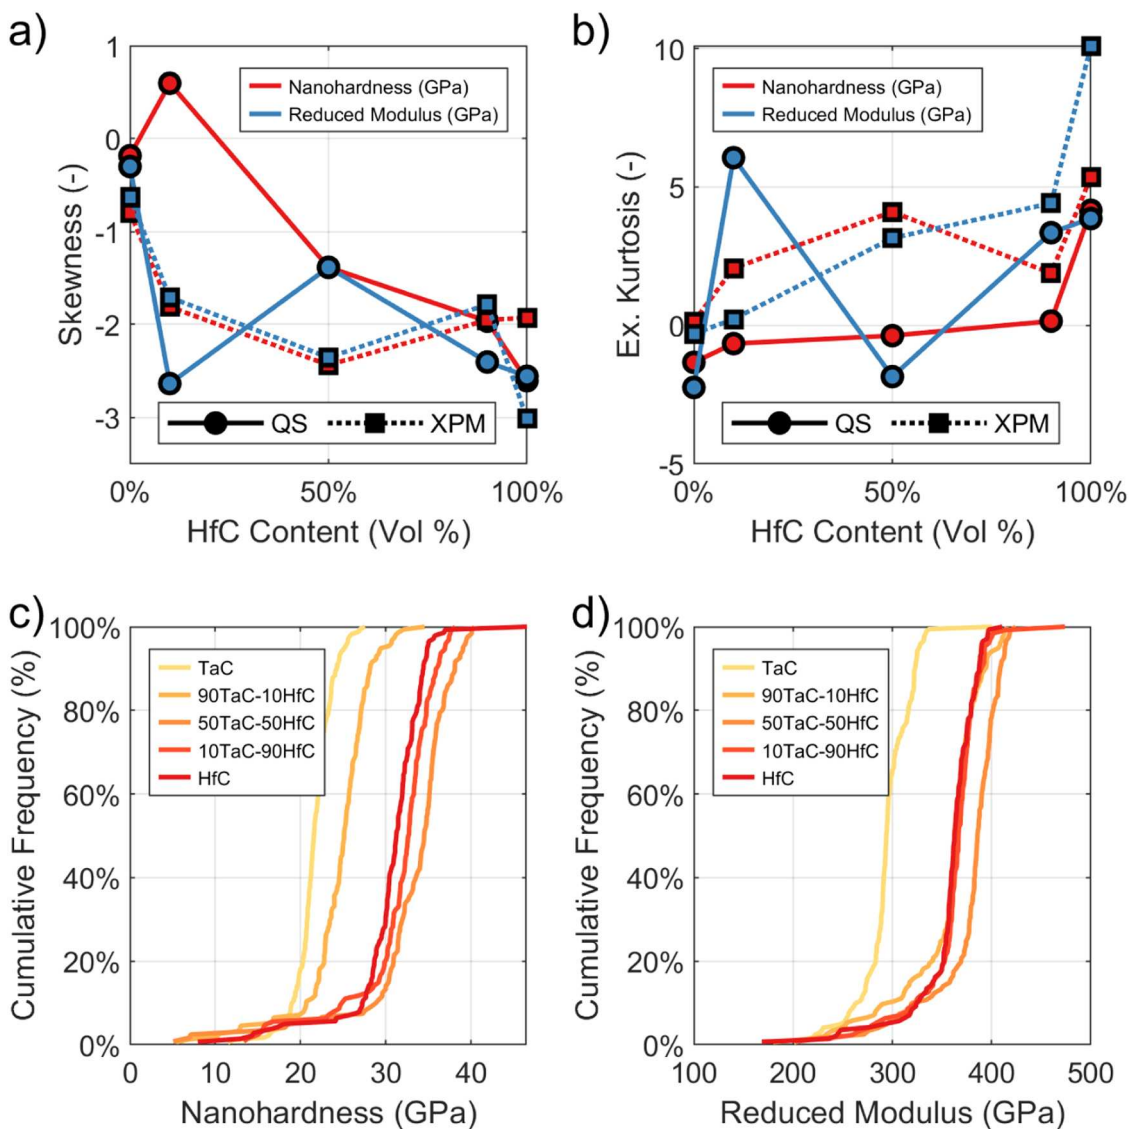 a)
1
0
-1
-2
-3
Skewness (-)
Nanohardness (GPa)
Reduced Modulus (GPa)
QS
XPM
0%
50%
100%
HfC Content (Vol %)
b)
10
5
0
-5
Ex. Kurtosis (-)
Nanohardness (GPa)
Reduced Modulus (GPa)
QS
XPM
0%
50%
100%
HfC Content (Vol %)
c)
100%
80%
60%
40%
20%
0%
Cumulative Frequency (%)
TaC
90TaC-10HfC
50TaC-50HfC
10TaC-90HfC
HfC
0
10
20
30
40
Nanohardness (GPa)
d)
100%
80%
60%
40%
20%
0%
Cumulative Frequency (%)
TaC
90TaC-10HfC
50TaC-50HfC
10TaC-90HfC
HfC
100
200
300
400
500
Reduced Modulus (GPa)